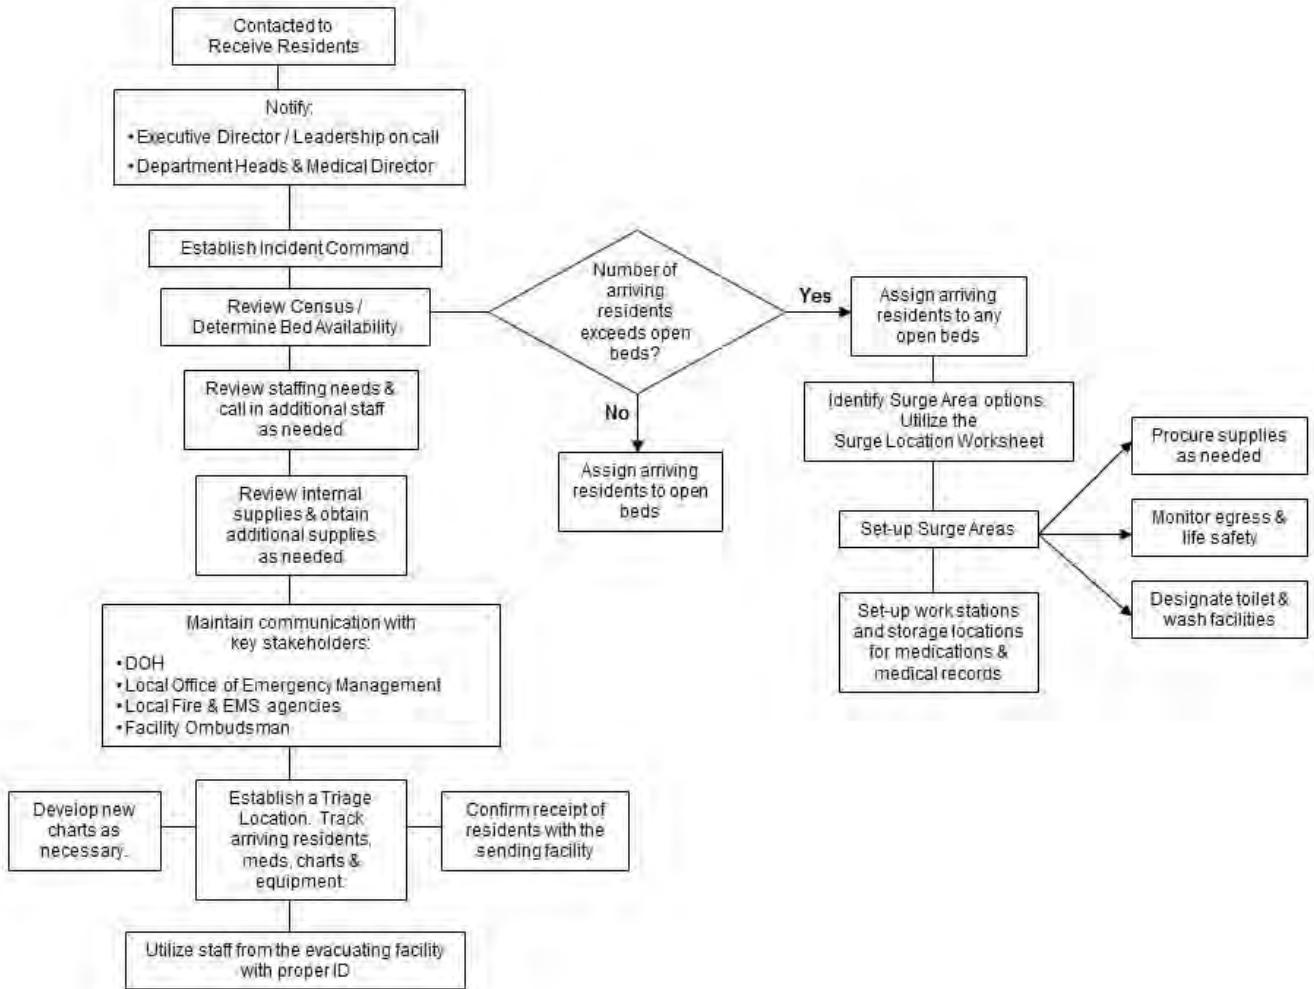 Contacted to
Receive Residents
Notify:
•Executive Director / Leadership on call
•Department Heads & Medical Director
Establish Incident Command
Review Census /
Determine Bed Availability
Number of
arriving
residents
exceeds open
beds?
Yes
No
Assign arriving
residents to open
beds
Assign arriving
residents to any
open beds
Identify Surge Area options.
Utilize the
Surge Location Worksheet
Set-up Surge Areas
Procure supplies
as needed
Monitor egress &
life safety
Designate toilet &
wash facilities
Set-up work stations
and storage locations
for medications &
medical records
Review staffing needs &
call in additional staff
as needed
Review internal
supplies & obtain
additional supplies
as needed
Maintain communication with
key stakeholders:
•DOH
•Local Office of Emergency Management
•Local Fire & EMS agencies
•Facility Ombudsman
Develop new
charts as
necessary.
Establish a Triage
Location. Track
arriving residents,
meds, charts &
equipment
Confirm receipt of
residents with the
sending facility
Utilize staff from the evacuating facility
with proper ID